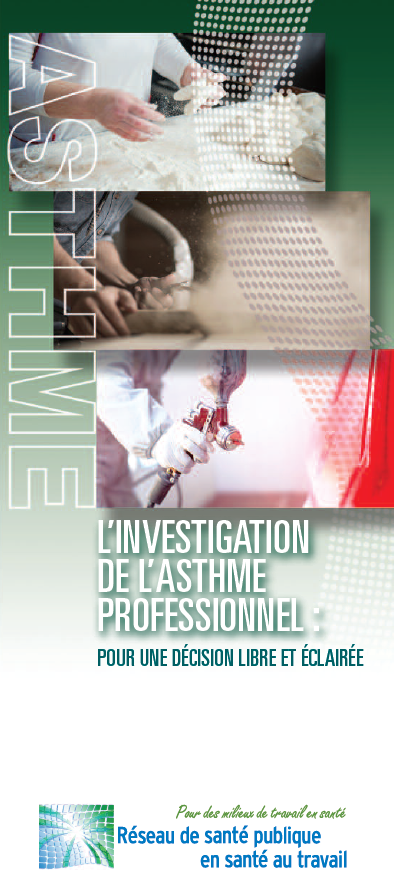 ASTHME
L'INVESTIGATION
DE L'ASTHME
PROFESSIONNEL :
POUR UNE DÉCISION LIBRE ET ÉCLAIRÉE
Pour des milieux de travail en santé
Réseau de santé publique
en santé au travail